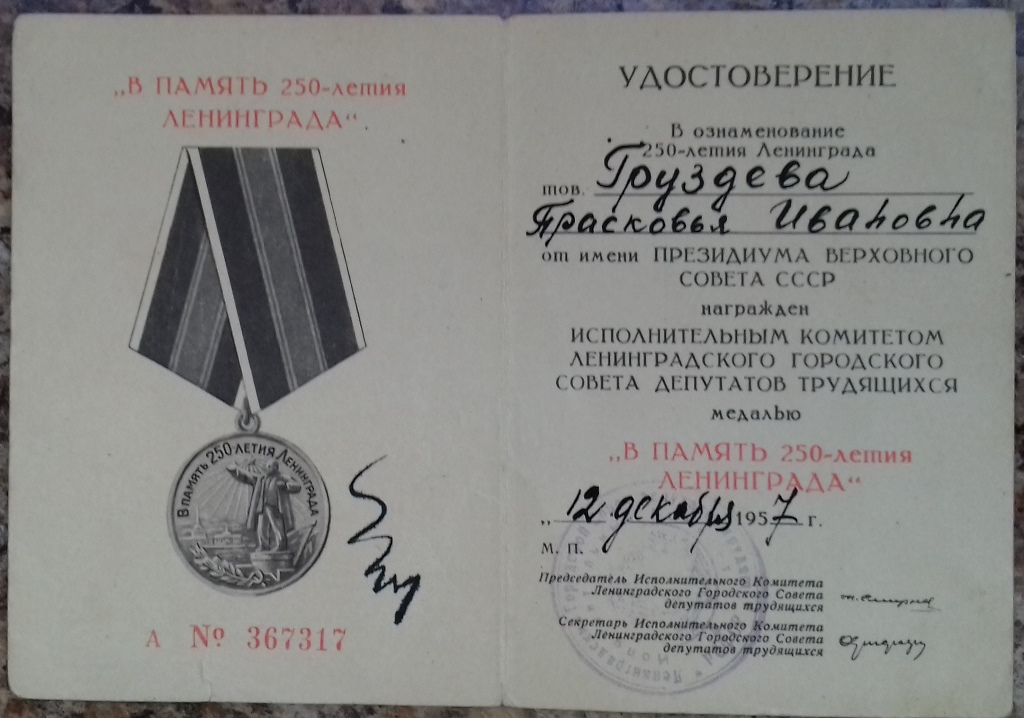 „В ПАМЯТЬ 250-летия
ЛЕНИНГРАДА“
В ПАМЯТЬ 250 ЛЕТИЯ ЛЕНИНГРАДА
А № 367317
УДОСТОВЕРЕНИЕ
В ознаменование
250-летия Ленинграда
тов. Груздева
Прасковья Ивановна
от имени ПРЕЗИДИУМА ВЕРХОВНОГО
СОВЕТА СССР
награжден
ИСПОЛНИТЕЛЬНЫМ КОМИТЕТОМ
ЛЕНИНГРАДСКОГО ГОРОДСКОГО
СОВЕТА ДЕПУТАТОВ ТРУДЯЩИХСЯ
медалью
„В ПАМЯТЬ 250-летия
ЛЕНИНГРАДА“
„12 декабря 1957 г.
М. П.
Председатель Исполнительного Комитета
Ленинградского Городского Совета
депутатов трудящихся
Секретарь Исполнительного Комитета
Ленинградского Городского Совета
депутатов трудящихся